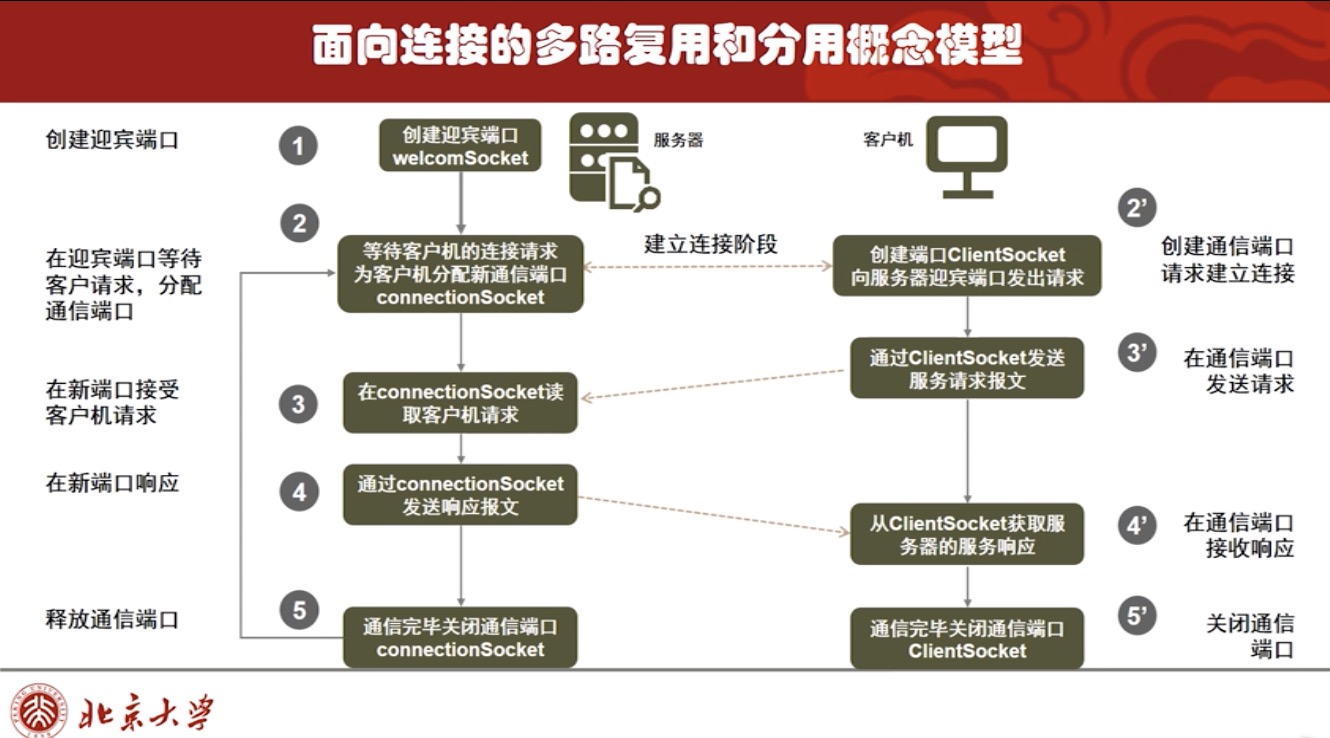 面向连接的多路复用和分用概念模型
创建迎宾端口
1
创建迎宾端口
welcomSocket
服务器
客户机
2
2’
在迎宾端口等待
客户请求，分配
通信端口
等待客户机的连接请求
为客户机分配新通信端口
connectionSocket
建立连接阶段
创建端口ClientSocket
向服务器迎宾端口发出请求
创建通信端口
请求建立连接
通过ClientSocket发送
服务请求报文
3’
在通信端口
发送请求
在新端口接受
客户机请求
3
在connectionSocket读
取客户机请求
在新端口响应
4
通过connectionSocket
发送响应报文
从ClientSocket获取服
务器的服务响应
4’
在通信端口
接收响应
释放通信端口
5
通信完毕关闭通信端口
connectionSocket
通信完毕关闭通信端口
ClientSocket
5’
关闭通信
端口
PEKING UNIVERSITY
1898
北京大学